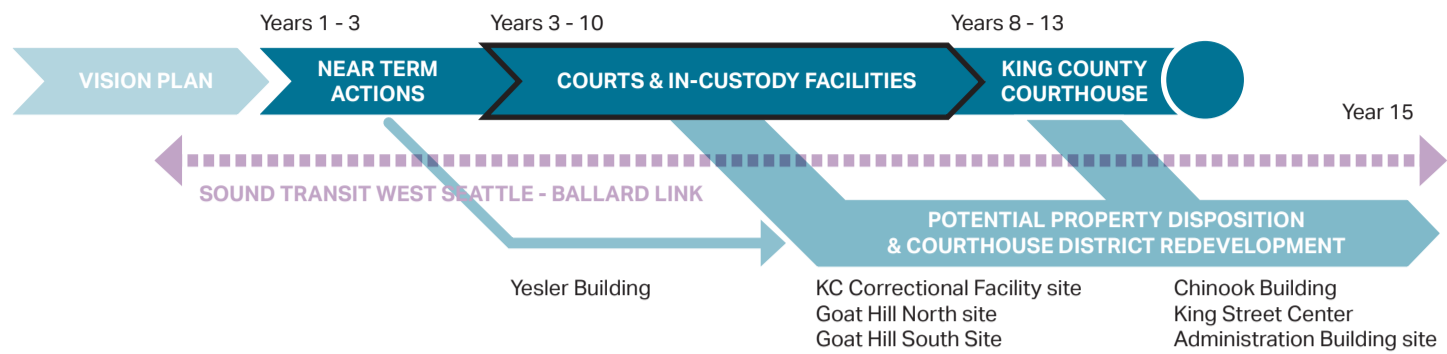 Years 1 - 3
Years 3 - 10
Years 8 - 13
VISION PLAN
NEAR TERM
ACTIONS
COURTS & IN-CUSTODY FACILITIES
KING COUNTY
COURTHOUSE
Year 15
SOUND TRANSIT WEST SEATTLE - BALLARD LINK
POTENTIAL PROPERTY DISPOSITION
& COURTHOUSE DISTRICT REDEVELOPMENT
Yesler Building
KC Correctional Facility site
Goat Hill North site
Goat Hill South Site
Chinook Building
King Street Center
Administration Building site